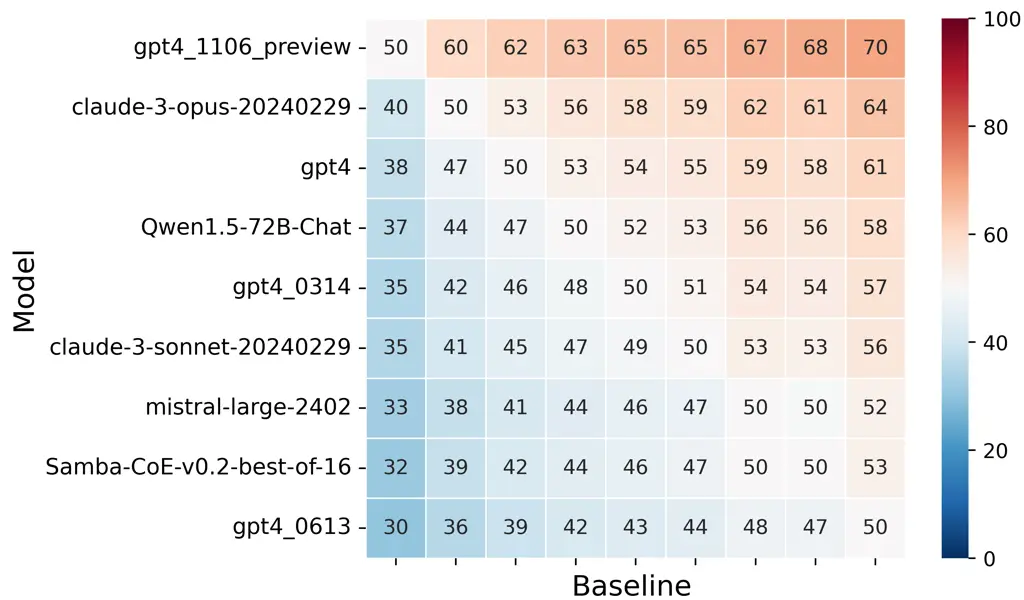 gpt4_1106_preview 50 60 62 63 65 65 67 68 70
claude-3-opus-20240229 40 50 53 56 58 59 62 61 64
gpt4 38 47 50 53 54 55 59 58 61
Qwen1.5-72B-Chat 37 44 47 50 52 53 56 56 58
gpt4_0314 35 42 46 48 50 51 54 54 57
claude-3-sonnet-20240229 35 41 45 47 49 50 53 53 56
mistral-large-2402 33 38 41 44 46 47 50 50 52
Samba-CoE-v0.2-best-of-16 32 39 42 44 46 47 50 50 53
gpt4_0613 30 36 39 42 43 44 48 47 50
Model
Baseline
100
80
60
40
20
0